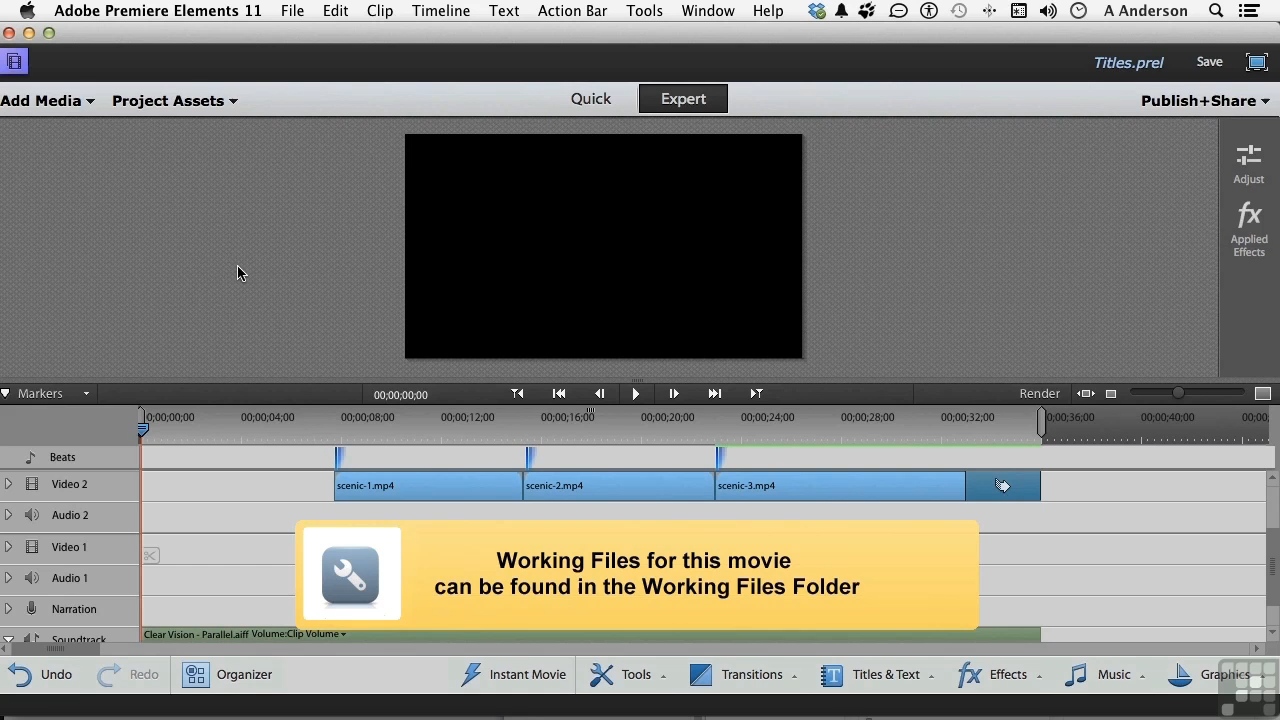 Adobe Premiere Elements 11 File Edit Clip Timeline Text Action Bar Tools Window Help A Anderson
Titles.prel Save
Add Media Project Assets Quick Expert Publish+Share
Adjust
fx
Applied
Effects
Markers 00;00;00;00 Render
0;00;00;00 00;00;04;00 00;00;08;00 00;00;12;00 00;00;16;00 00;00;20;00 00;00;24;00 00;00;28;00 00;00;32;00 00;00;36;00 00;00;40;00 00;00;
Beats
Video 2 scenic-1.mp4 scenic-2.mp4 scenic-3.mp4
Audio 2
Video 1
Audio 1
Narration
Soundtrack
Working Files for this movie
can be found in the Working Files Folder
Clear Vision - Parallel.aiff Volume:Clip Volume
Undo Redo Organizer Instant Movie Tools Transitions T Titles & Text fx Effects Music Graphics